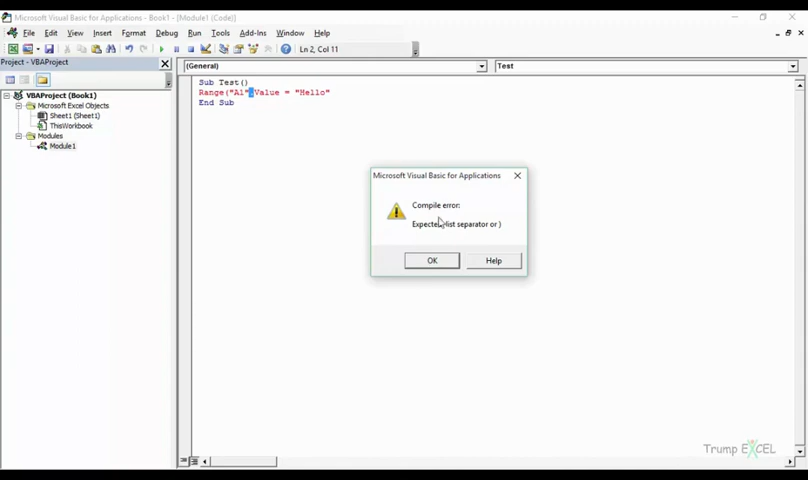 Microsoft Visual Basic for Applications - Book1 - [Module1 (Code)]
File Edit View Insert Format Debug Run Tools Add-Ins Window Help
Ln 2, Col 11
Project - VBAProject
(General)
Test
VBAProject (Book1)
Microsoft Excel Objects
Sheet1 (Sheet1)
ThisWorkbook
Modules
Module1
Sub Test()
Range("A1".Value = "Hello"
End Sub
Microsoft Visual Basic for Applications
Compile error:
Expected: list separator or )
OK
Help
Trump EXCEL